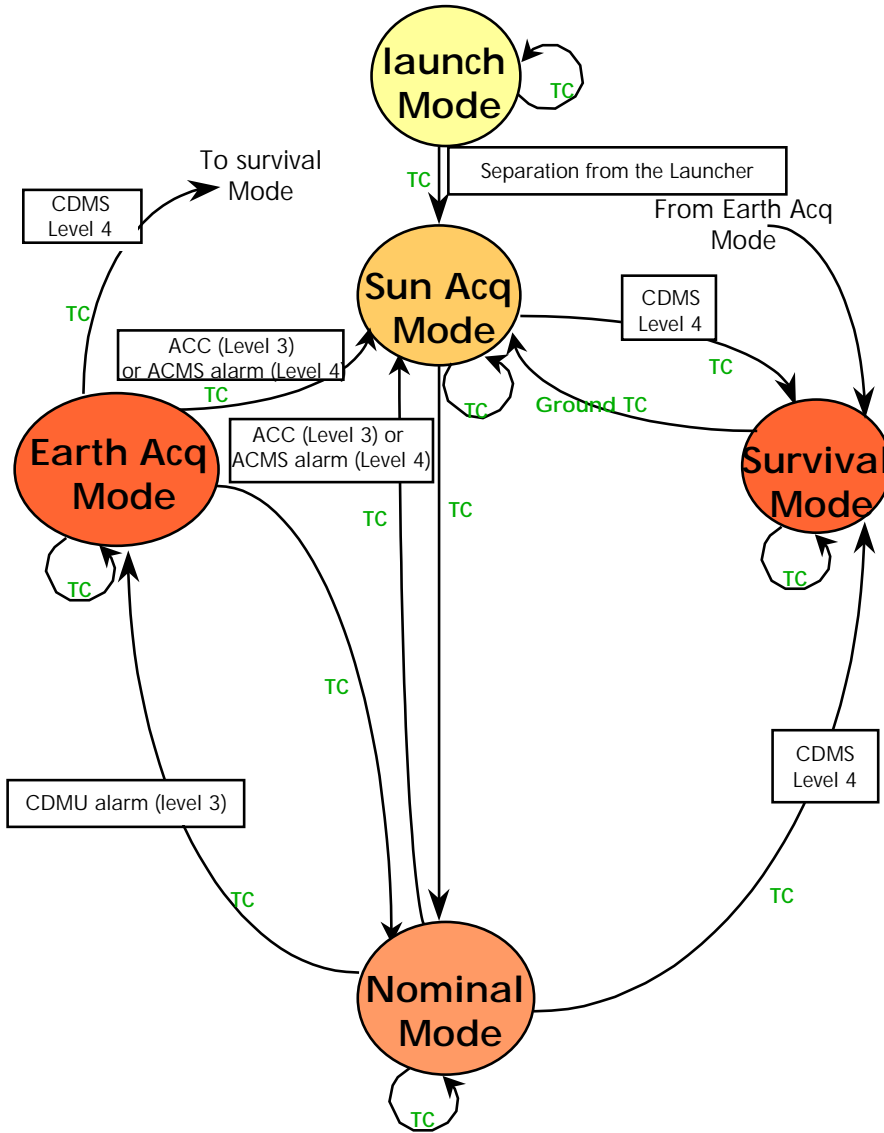 launch
Mode
TC
To survival
Mode
TC
Separation from the Launcher
CDMS
Level 4
From Earth Acq
Mode
Sun Acq
Mode
CDMS
Level 4
TC
ACC (Level 3)
or ACMS alarm (Level 4)
TC
TC
TC
Ground TC
ACC (Level 3) or
ACMS alarm (Level 4)
Earth Acq
Mode
Survival
Mode
TC
TC
TC
TC
TC
CDMS
Level 4
CDMU alarm (level 3)
TC
TC
Nominal
Mode
TC